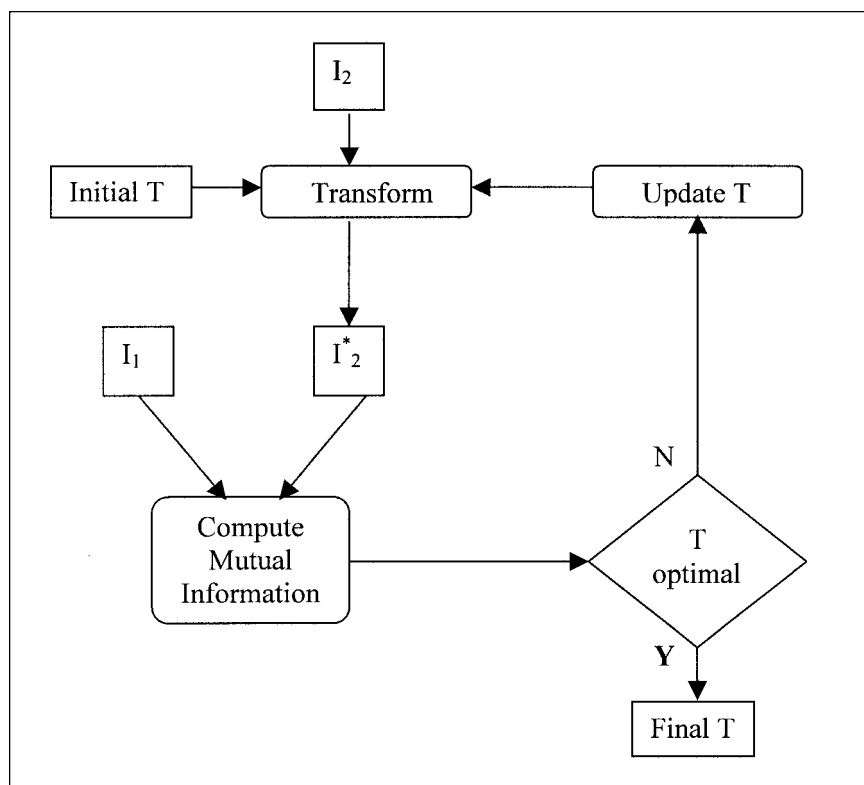 I₂
Initial T
Transform
Update T
I₁
I*₂
N
Compute
Mutual
Information
T
optimal
Y
Final T